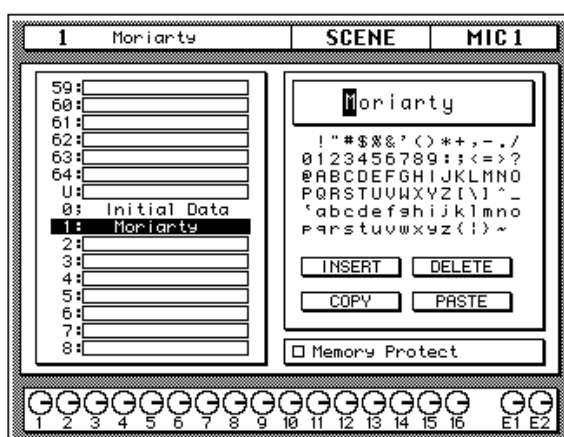 1 Moriarty SCENE MIC 1
59:
60:
61:
62:
63:
64:
U:
0; Initial Data
1: Moriarty
2:
3:
4:
5:
6:
7:
8:
Moriarty
!"#$%&'()*+,-./
0123456789:;<=>?
@ABCDEFGHIJKLMNO
PQRSTUVWXYZ[\]^_
`abcdefghijklmno
pqrstuvwxyz{|}~
INSERT DELETE
COPY PASTE
Memory Protect
1 2 3 4 5 6 7 8 9 10 11 12 13 14 15 16 E1 E2